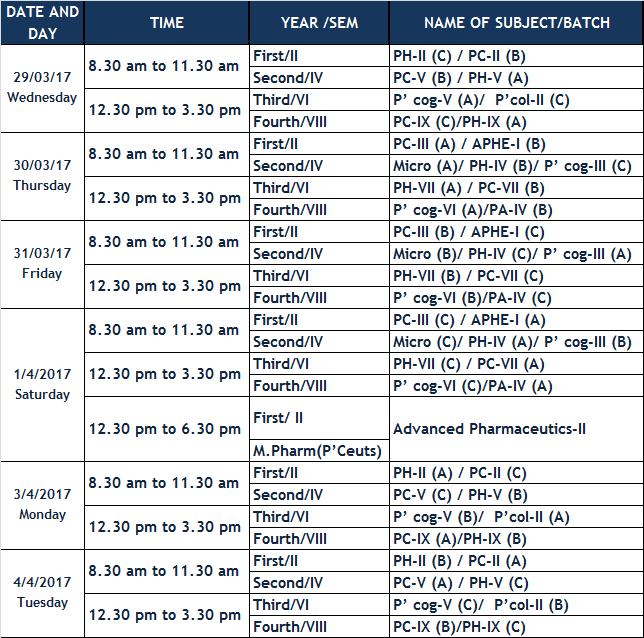 DATE AND DAY TIME YEAR /SEM NAME OF SUBJECT/BATCH
29/03/17 Wednesday
8.30 am to 11.30 am
First/II PH-II (C) / PC-II (B)
Second/IV PC-V (B) / PH-V (A)
12.30 pm to 3.30 pm
Third/VI P' cog-V (A)/ P'col-II (C)
Fourth/VIII PC-IX (C)/PH-IX (A)
30/03/17 Thursday
8.30 am to 11.30 am
First/II PC-III (A) / APHE-I (B)
Second/IV Micro (A)/ PH-IV (B)/ P' cog-III (C)
12.30 pm to 3.30 pm
Third/VI PH-VII (A) / PC-VII (B)
Fourth/VIII P' cog-VI (A)/PA-IV (B)
31/03/17 Friday
8.30 am to 11.30 am
First/II PC-III (B) / APHE-I (C)
Second/IV Micro (B)/ PH-IV (C)/ P' cog-III (A)
12.30 pm to 3.30 pm
Third/VI PH-VII (B) / PC-VII (C)
Fourth/VIII P' cog-VI (B)/PA-IV (C)
1/4/2017 Saturday
8.30 am to 11.30 am
First/II PC-III (C) / APHE-I (A)
Second/IV Micro (C)/ PH-IV (A)/ P' cog-III (B)
12.30 pm to 3.30 pm
Third/VI PH-VII (C) / PC-VII (A)
Fourth/VIII P' cog-VI (C)/PA-IV (A)
12.30 pm to 6.30 pm
First/ II
M.Pharm(P'Ceuts)
Advanced Pharmaceutics-II
3/4/2017 Monday
8.30 am to 11.30 am
First/II PH-II (A) / PC-II (C)
Second/IV PC-V (C) / PH-V (B)
12.30 pm to 3.30 pm
Third/VI P' cog-V (B)/ P'col-II (A)
Fourth/VIII PC-IX (A)/PH-IX (B)
4/4/2017 Tuesday
8.30 am to 11.30 am
First/II PH-II (B) / PC-II (A)
Second/IV PC-V (A) / PH-V (C)
12.30 pm to 3.30 pm
Third/VI P' cog-V (C)/ P'col-II (B)
Fourth/VIII PC-IX (B)/PH-IX (C)